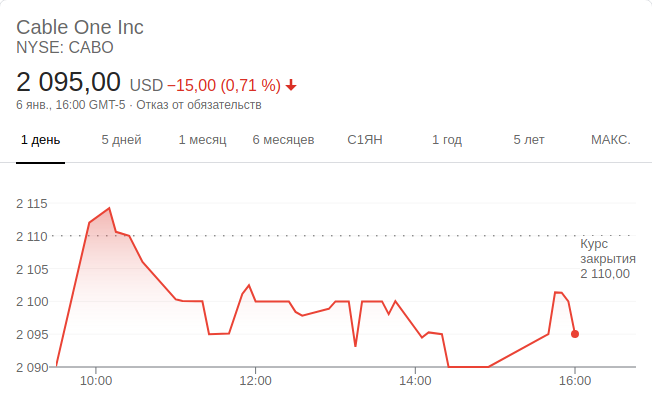 Cable One Inc
NYSE: CABO
2 095,00 USD −15,00 (0,71 %)
6 янв., 16:00 GMT-5 · Отказ от обязательств
1 день 5 дней 1 месяц 6 месяцев С1ЯН 1 год 5 лет МАКС.
2 115
2 110
Курс
закрытия
2 110,00
2 105
2 100
2 095
2 090
10:00 12:00 14:00 16:00